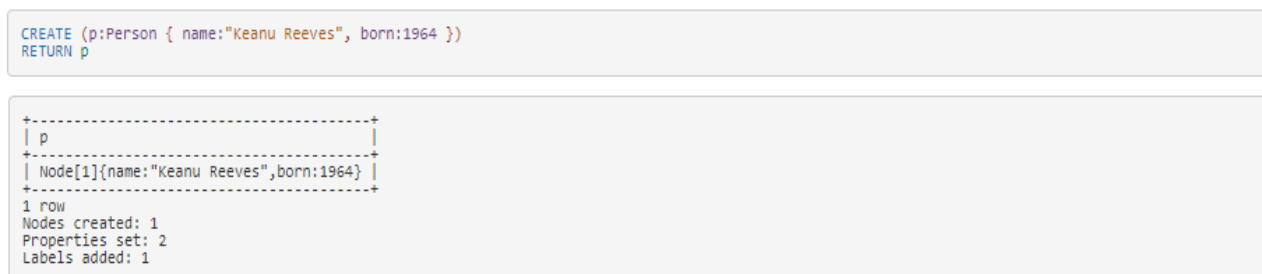 CREATE (p:Person { name:"Keanu Reeves", born:1964 })
RETURN p
+----------------------------------------+
| p                                      |
+----------------------------------------+
| Node[1]{name:"Keanu Reeves",born:1964} |
+----------------------------------------+
1 row
Nodes created: 1
Properties set: 2
Labels added: 1